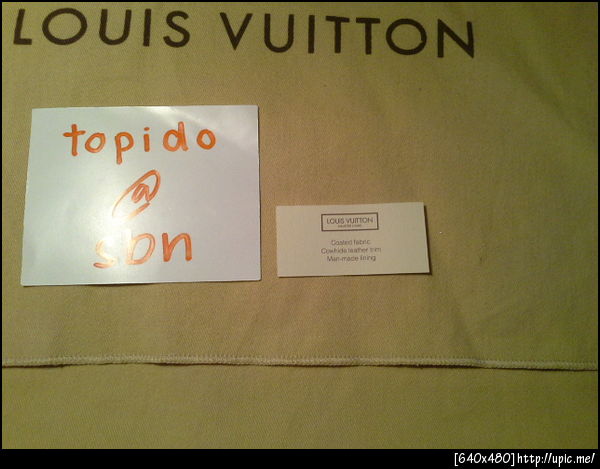 LOUIS VUITTON
topido
@
sbn
LOUIS VUITTON
Coated fabric
Cowhide leather trim
Man-made lining
[640x480]http://upic.me/